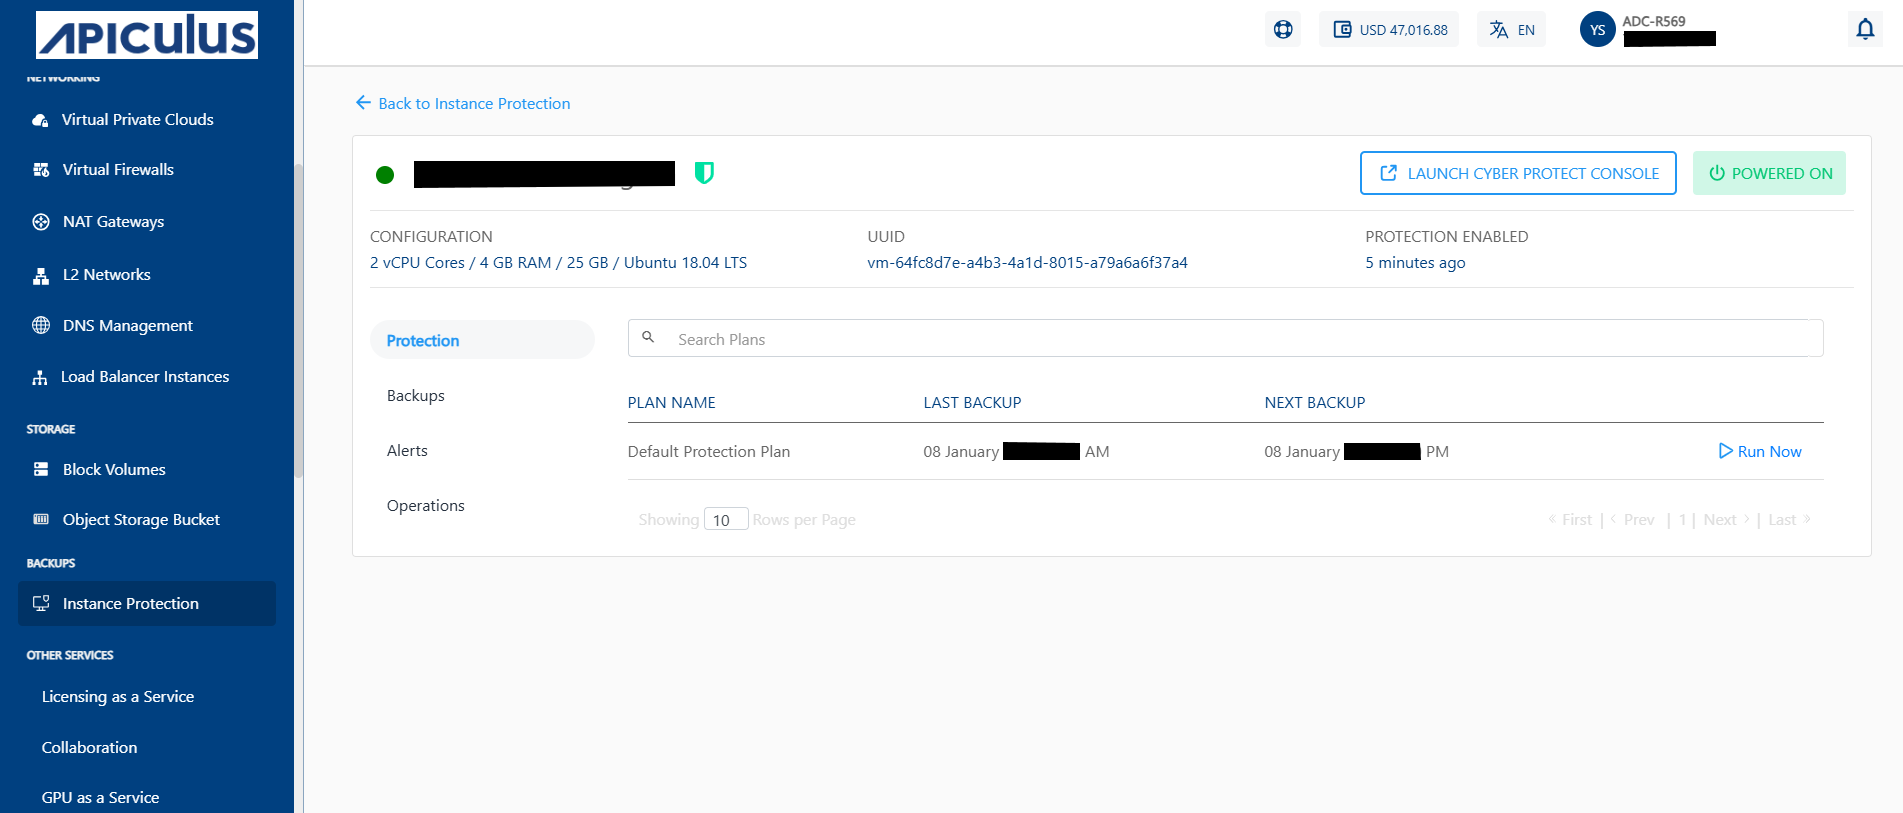 APICULUS
NETWORKING
Virtual Private Clouds
Virtual Firewalls
NAT Gateways
L2 Networks
DNS Management
Load Balancer Instances
STORAGE
Block Volumes
Object Storage Bucket
BACKUPS
Instance Protection
OTHER SERVICES
Licensing as a Service
Collaboration
GPU as a Service
USD 47,016.88
EN
YS
ADC-R569
Back to Instance Protection
LAUNCH CYBER PROTECT CONSOLE
POWERED ON
CONFIGURATION
2 vCPU Cores / 4 GB RAM / 25 GB / Ubuntu 18.04 LTS
UUID
vm-64fc8d7e-a4b3-4a1d-8015-a79a6a6f37a4
PROTECTION ENABLED
5 minutes ago
Protection
Backups
Alerts
Operations
Search Plans
PLAN NAME LAST BACKUP NEXT BACKUP
Default Protection Plan 08 January AM 08 January PM Run Now
Showing 10 Rows per Page
« First | ‹ Prev | 1 | Next › | Last »